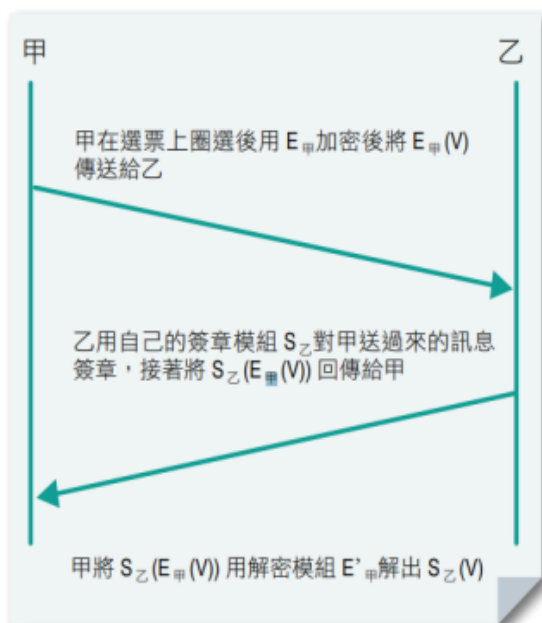 甲
乙
甲在選票上圈選後用 E甲加密後將 E甲(V)
傳送給乙
乙用自己的簽章模組 S乙對甲送過來的訊息
簽章，接著將 S乙(E甲(V)) 回傳給甲
甲將 S乙(E甲(V)) 用解密模組 E’甲解出 S乙(V)